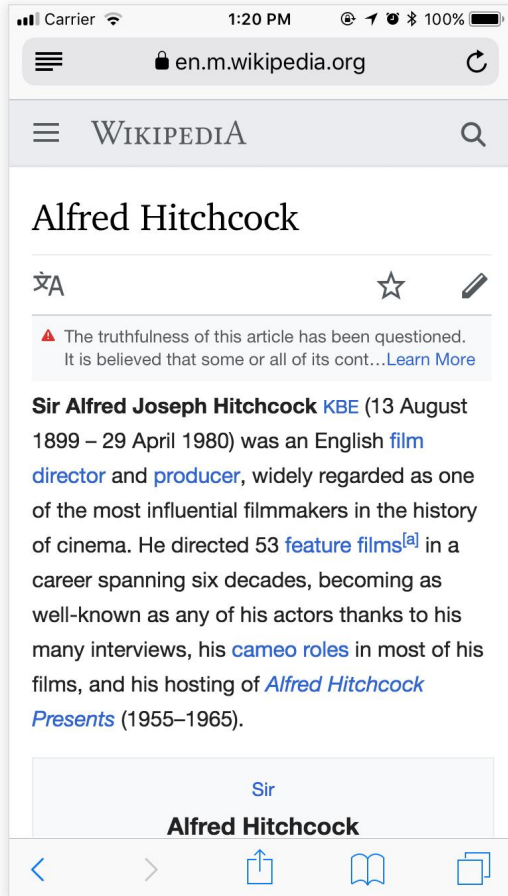 Carrier 1:20 PM 100%
en.m.wikipedia.org
WIKIPEDIA
Alfred Hitchcock
文A
The truthfulness of this article has been questioned.
It is believed that some or all of its cont...Learn More
Sir Alfred Joseph Hitchcock KBE (13 August
1899 – 29 April 1980) was an English film
director and producer, widely regarded as one
of the most influential filmmakers in the history
of cinema. He directed 53 feature films[a] in a
career spanning six decades, becoming as
well-known as any of his actors thanks to his
many interviews, his cameo roles in most of his
films, and his hosting of Alfred Hitchcock
Presents (1955–1965).
Sir
Alfred Hitchcock